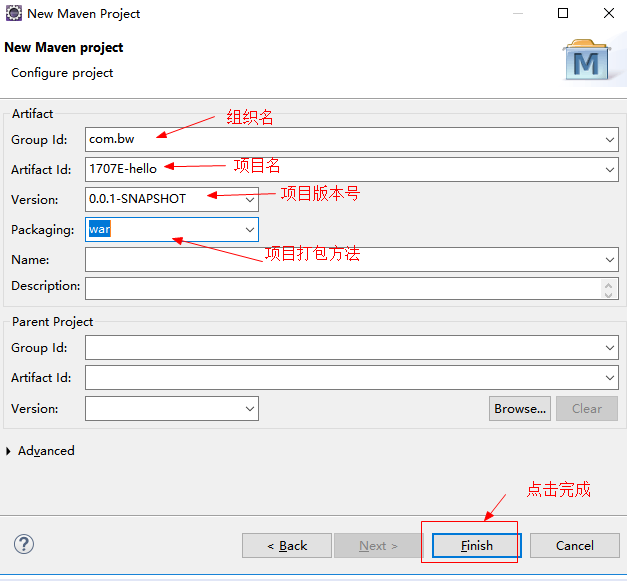 New Maven Project
New Maven project
Configure project
M
Artifact
组织名
Group Id: com.bw
Artifact Id: 1707E-hello 项目名
Version: 0.0.1-SNAPSHOT 项目版本号
Packaging: war
项目打包方法
Name:
Description:
Parent Project
Group Id:
Artifact Id:
Version: Browse... Clear
Advanced
点击完成
? < Back Next > Finish Cancel